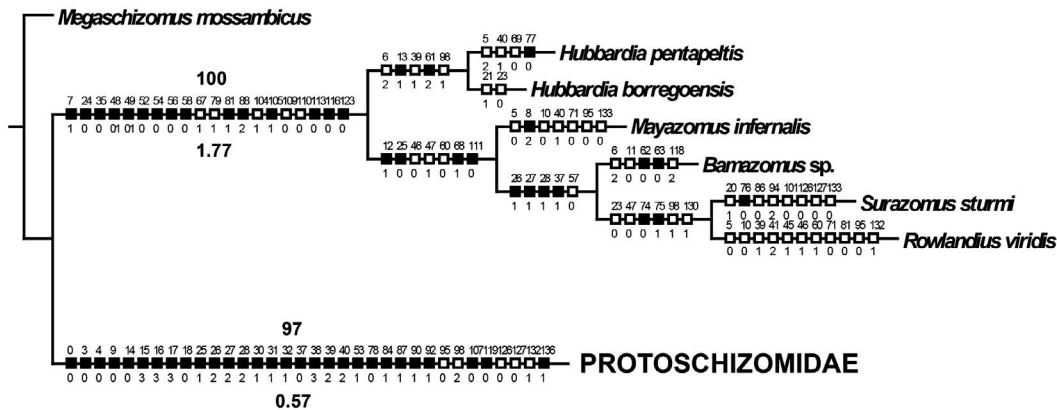 Megaschizomus mossambicus
5 40 69 77
Hubbardia pentapeltis
2 1 0 0
6 13 39 61 98
2 1 1 2 1
21 23
Hubbardia borregoensis
1 0
100
7 24 35 48 49 52 54 56 58 67 79 81 88 104 105 109 110 113 116 123
1 0 0 01 01 0 0 0 0 1 1 1 2 1 1 0 0 0 0 0
1.77
5 8 10 40 71 95 133
Mayazomus infernalis
0 2 0 1 0 0 0
12 25 46 47 60 68 111
1 0 0 1 0 1 0
6 11 62 63 118
Bamazomus sp.
2 0 0 0 2
26 27 28 37 57
1 1 1 1 0
20 76 86 94 101 126 127 133
Surazomus sturmi
1 0 0 2 0 0 0 0
23 47 74 75 98 130
0 0 0 1 1 1
5 10 39 41 45 46 60 71 81 95 132
Rowlandius viridis
0 0 1 2 1 1 1 0 0 0 1
97
0 3 4 9 14 15 16 17 18 25 26 27 28 30 31 32 37 38 39 40 53 78 84 87 90 92 95 98 107 119 126 127 132 136
PROTOSCHIZOMIDAE
0 0 0 0 0 3 3 3 0 1 2 2 2 1 1 1 0 3 2 2 1 0 1 1 1 1 0 2 0 0 0 0 1 1
0.57